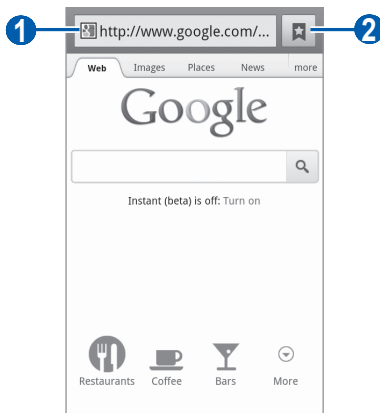 1 http://www.google.com/... 2
Web Images Places News more
Google
Instant (beta) is off: Turn on
Restaurants Coffee Bars More